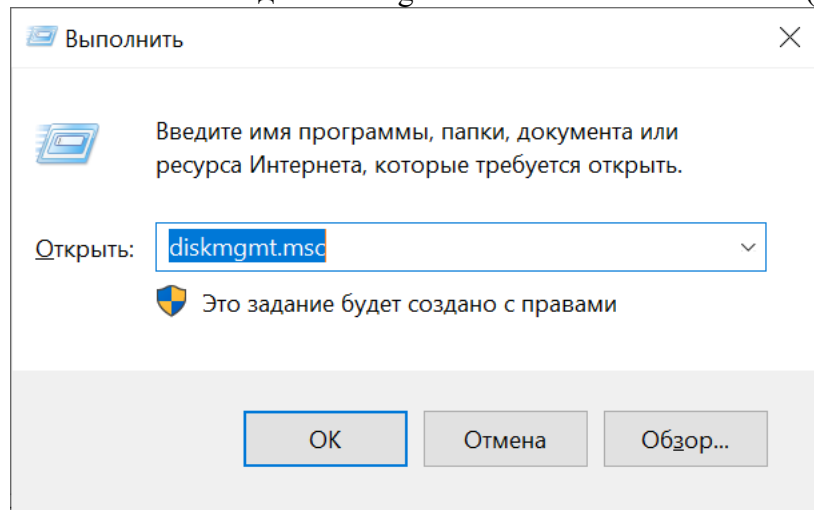 Выполнить
Введите имя программы, папки, документа или
ресурса Интернета, которые требуется открыть.
Открыть: diskmgmt.msc
Это задание будет создано с правами
ОК Отмена Обзор...